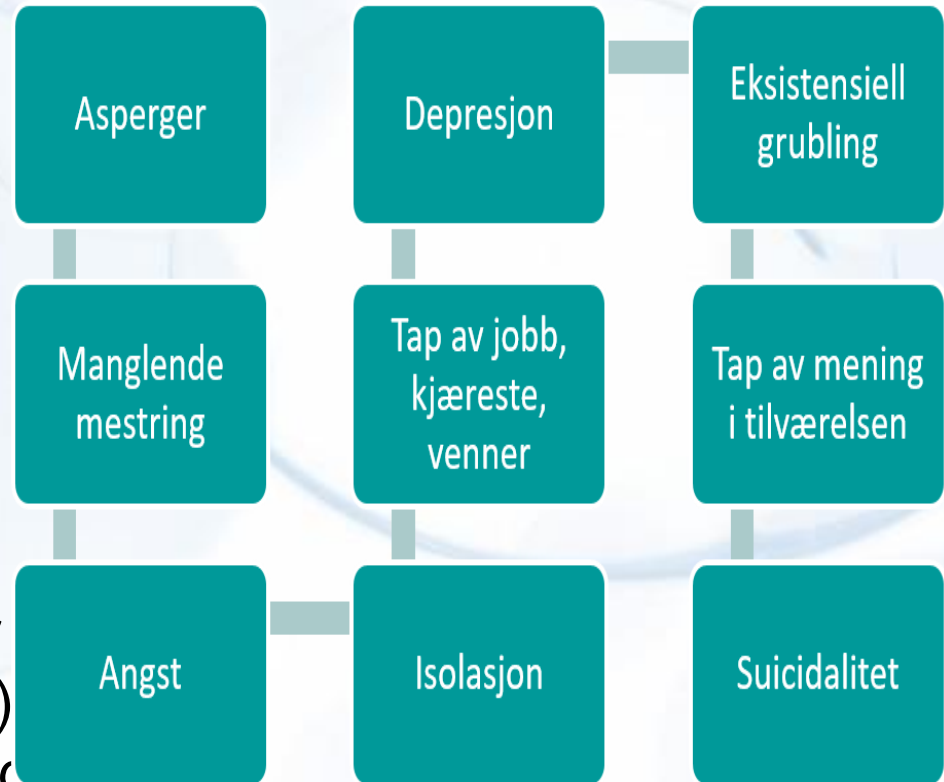 Asperger
Manglende
mestring
Angst
Isolasjon
Tap av jobb,
kjæreste,
venner
Depresjon
Eksistensiell
grubling
Tap av mening
i tilværelsen
Suicidalitet
)